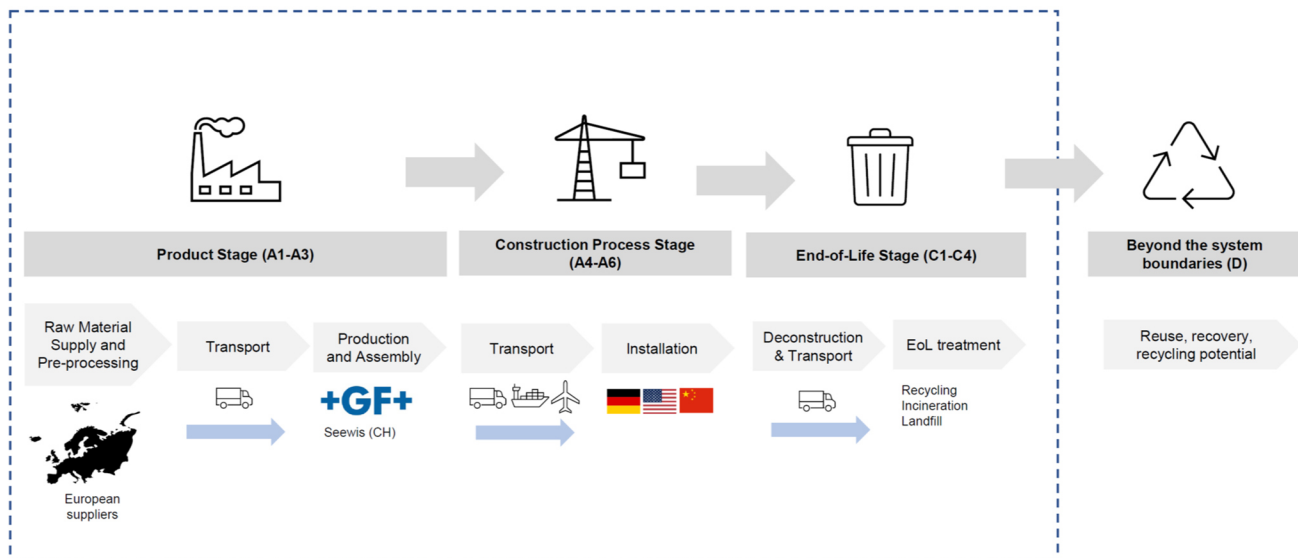 Product Stage (A1-A3)
Construction Process Stage
(A4-A6)
End-of-Life Stage (C1-C4)
Beyond the system
boundaries (D)
Raw Material
Supply and
Pre-processing
Transport
Production
and Assembly
Transport
Installation
Deconstruction
& Transport
EoL treatment
Reuse, recovery,
recycling potential
+GF+
Seewis (CH)
Recycling
Incineration
Landfill
European
suppliers